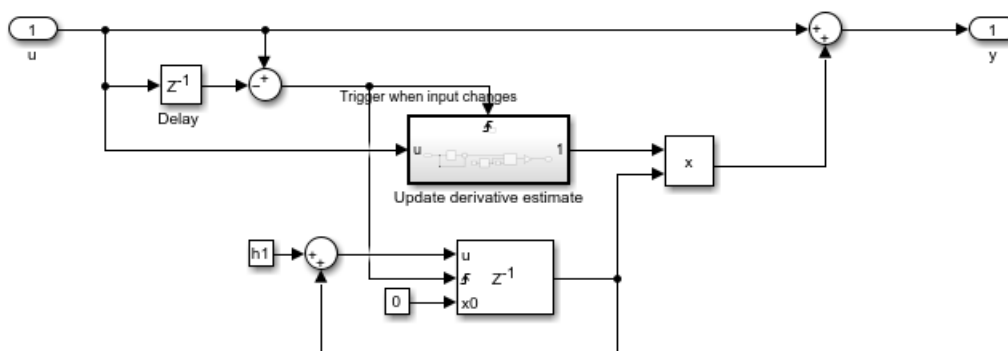 1
u
1
y
Z-1
- +
+ +
Delay
Trigger when input changes
u
1
x
Update derivative estimate
h1
+ +
u
Z-1
0
x0